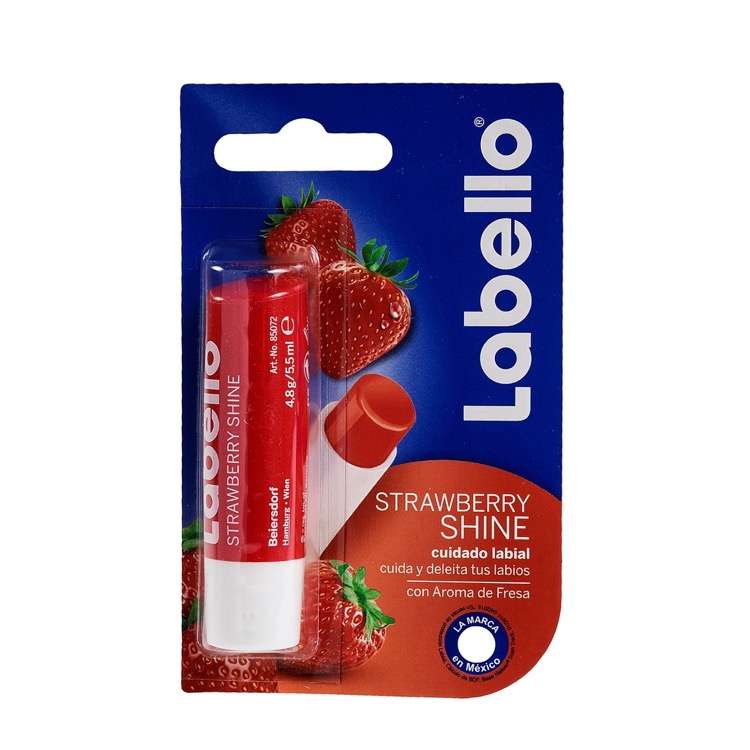 Labello®
STRAWBERRY
SHINE
cuidado labial
cuida y deleita tus labios
con Aroma de Fresa
LA MARCA
en México
Labello
STRAWBERRY SHINE
Art.-No. 85072
4.8g/5.5ml e
Beiersdorf
Hamburg · Wien